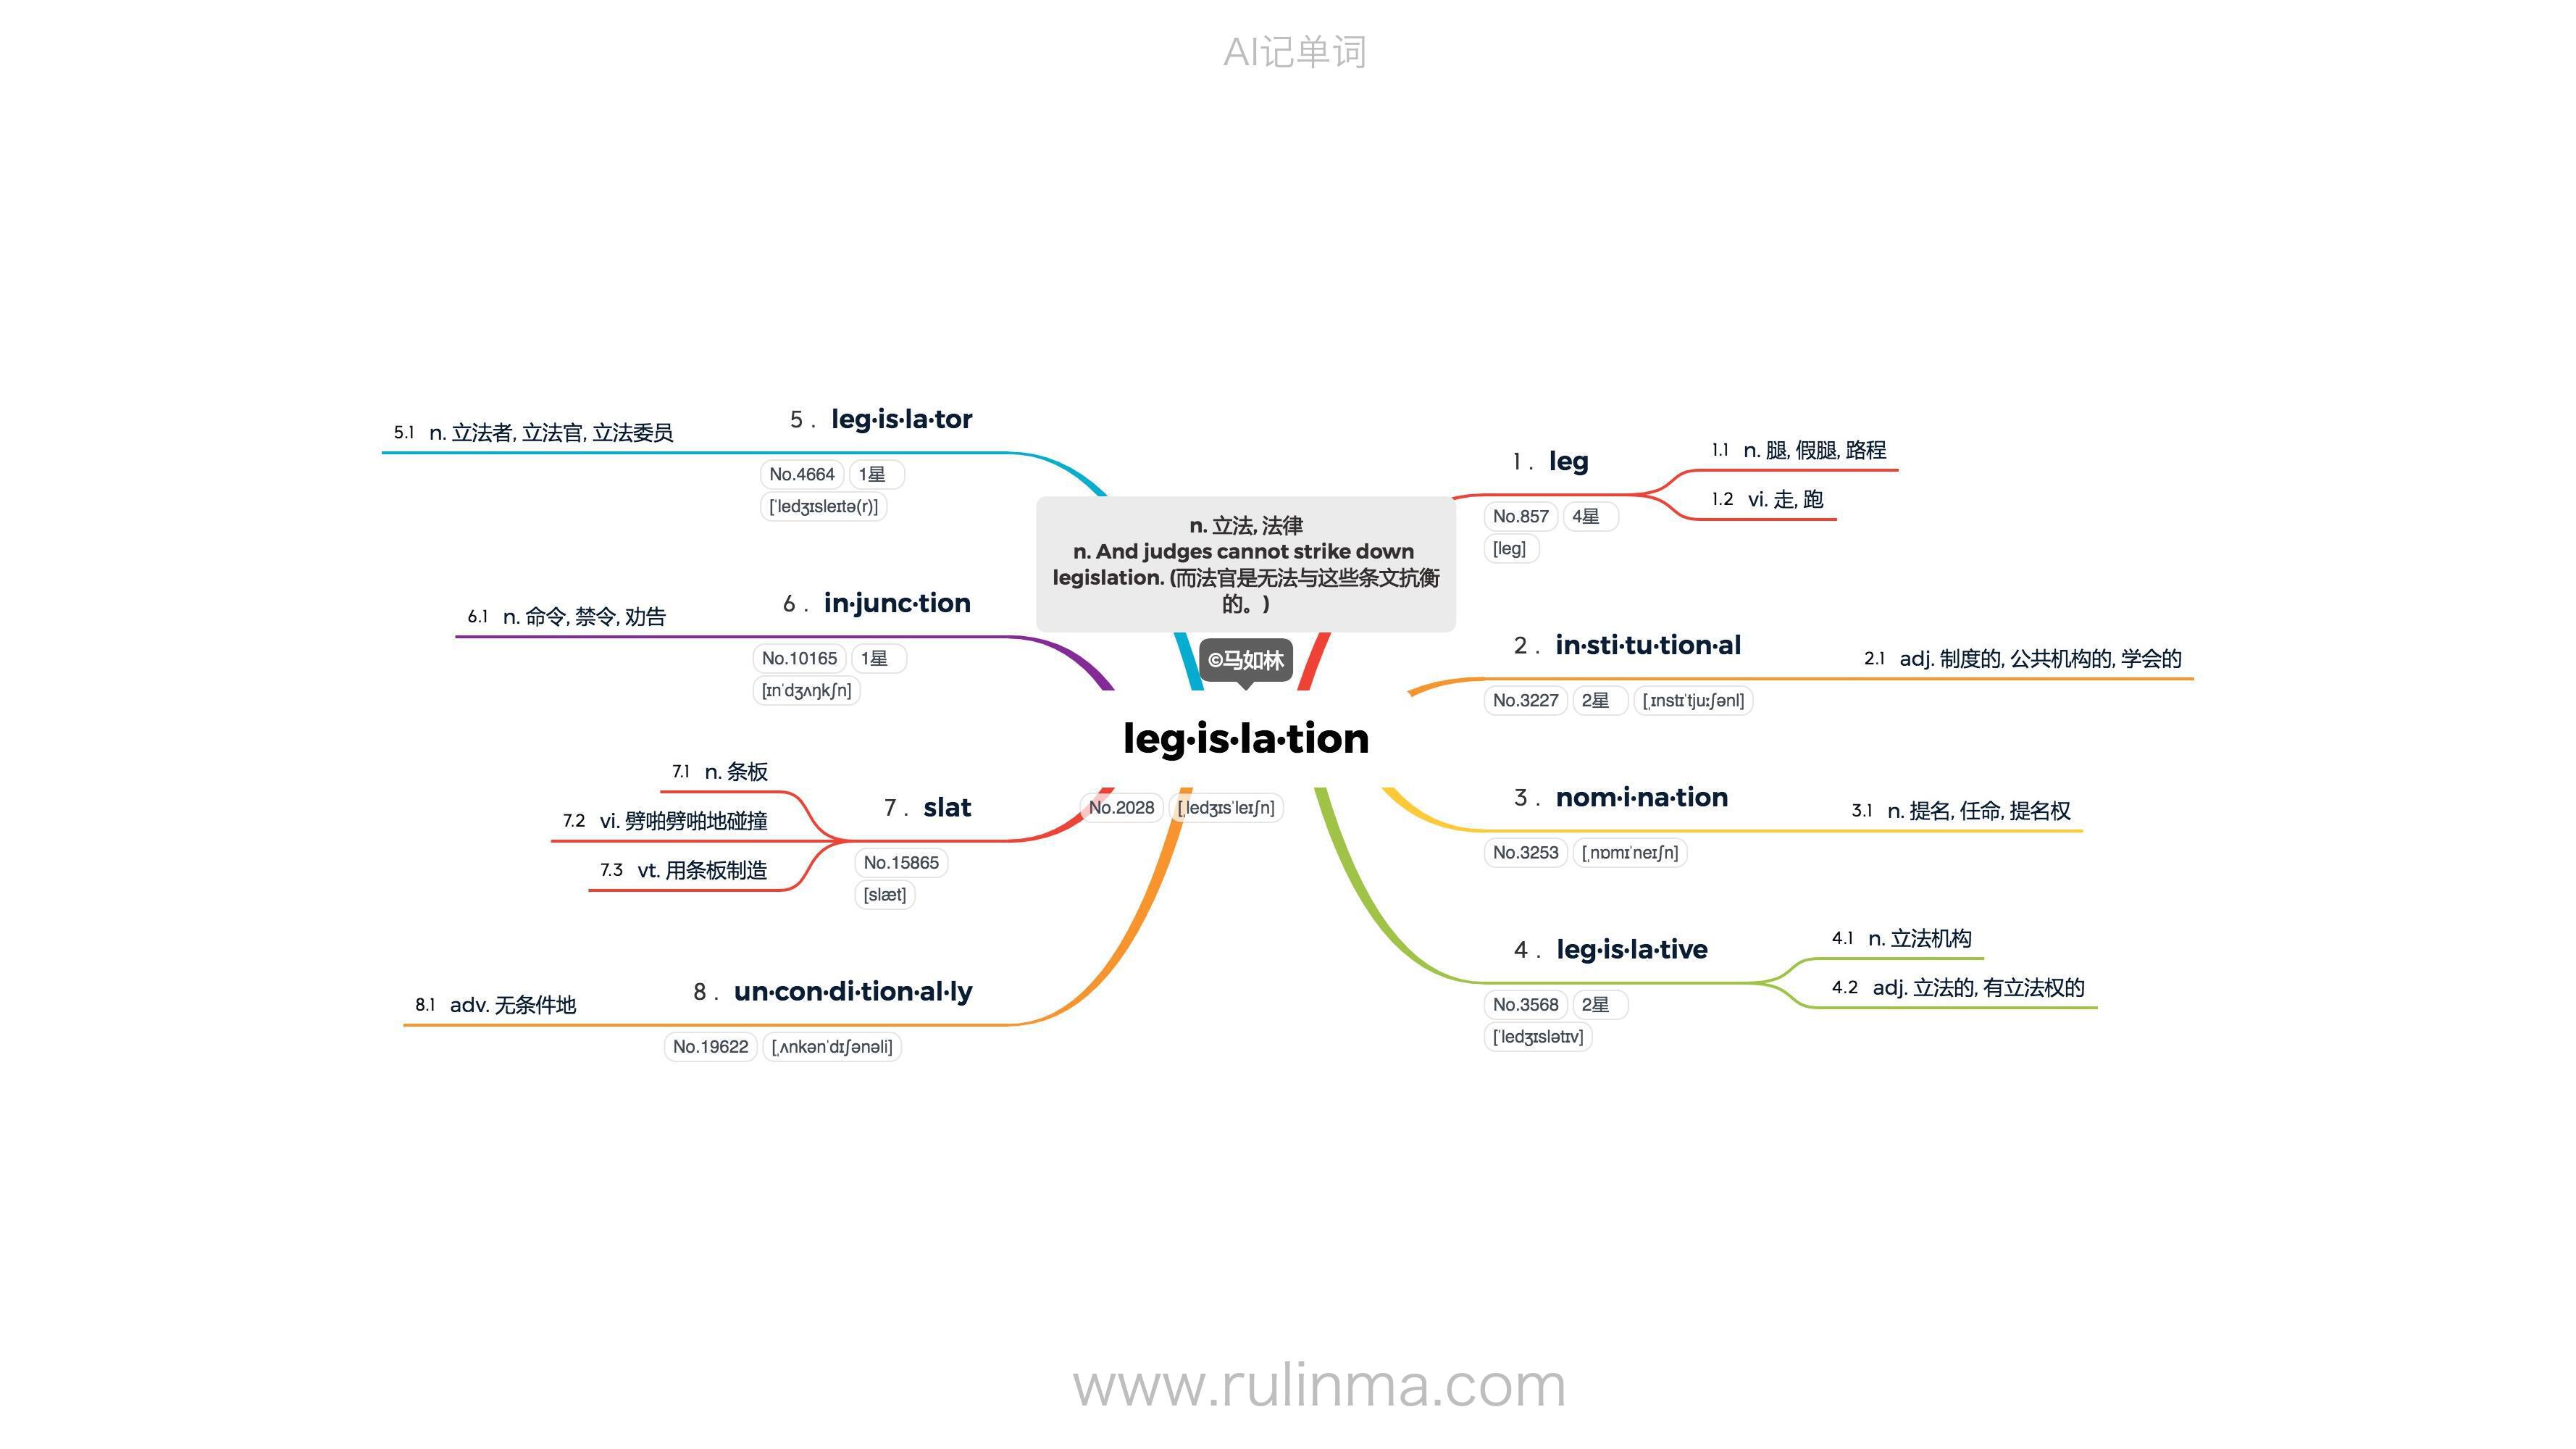 AI记单词
n. 立法, 法律
n. And judges cannot strike down
legislation. (而法官是无法与这些条文抗衡
的。)
©马如林
leg·is·la·tion
No.2028 [ˌledʒɪsˈleɪʃn]
1 . leg
No.857 4星
[leg]
1.1 n. 腿, 假腿, 路程
1.2 vi. 走, 跑
2 . in·sti·tu·tion·al
No.3227 2星 [ˌɪnstɪˈtjuːʃənl]
2.1 adj. 制度的, 公共机构的, 学会的
3 . nom·i·na·tion
No.3253 [ˌnɒmɪˈneɪʃn]
3.1 n. 提名, 任命, 提名权
4 . leg·is·la·tive
No.3568 2星
[ˈledʒɪslətɪv]
4.1 n. 立法机构
4.2 adj. 立法的, 有立法权的
5 . leg·is·la·tor
No.4664 1星
[ˈledʒɪsleɪtə(r)]
5.1 n. 立法者, 立法官, 立法委员
6 . in·junc·tion
No.10165 1星
[ɪnˈdʒʌŋkʃn]
6.1 n. 命令, 禁令, 劝告
7 . slat
No.15865
[slæt]
7.1 n. 条板
7.2 vi. 劈啪劈啪地碰撞
7.3 vt. 用条板制造
8 . un·con·di·tion·al·ly
No.19622 [ˌʌnkənˈdɪʃənəli]
8.1 adv. 无条件地
www.rulinma.com